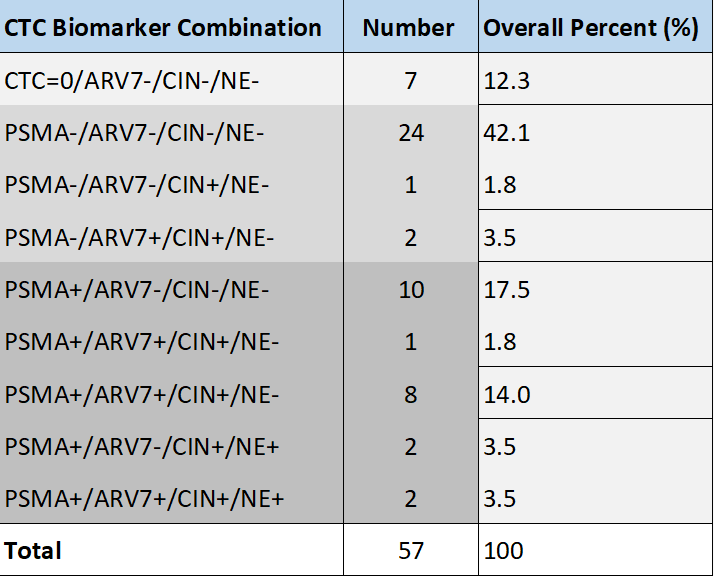 CTC Biomarker Combination Number Overall Percent (%)
CTC=0/ARV7-/CIN-/NE- 7 12.3
PSMA-/ARV7-/CIN-/NE- 24 42.1
PSMA-/ARV7-/CIN+/NE- 1 1.8
PSMA-/ARV7+/CIN+/NE- 2 3.5
PSMA+/ARV7-/CIN-/NE- 10 17.5
PSMA+/ARV7+/CIN+/NE- 1 1.8
PSMA+/ARV7+/CIN+/NE- 8 14.0
PSMA+/ARV7-/CIN+/NE+ 2 3.5
PSMA+/ARV7+/CIN+/NE+ 2 3.5
Total 57 100